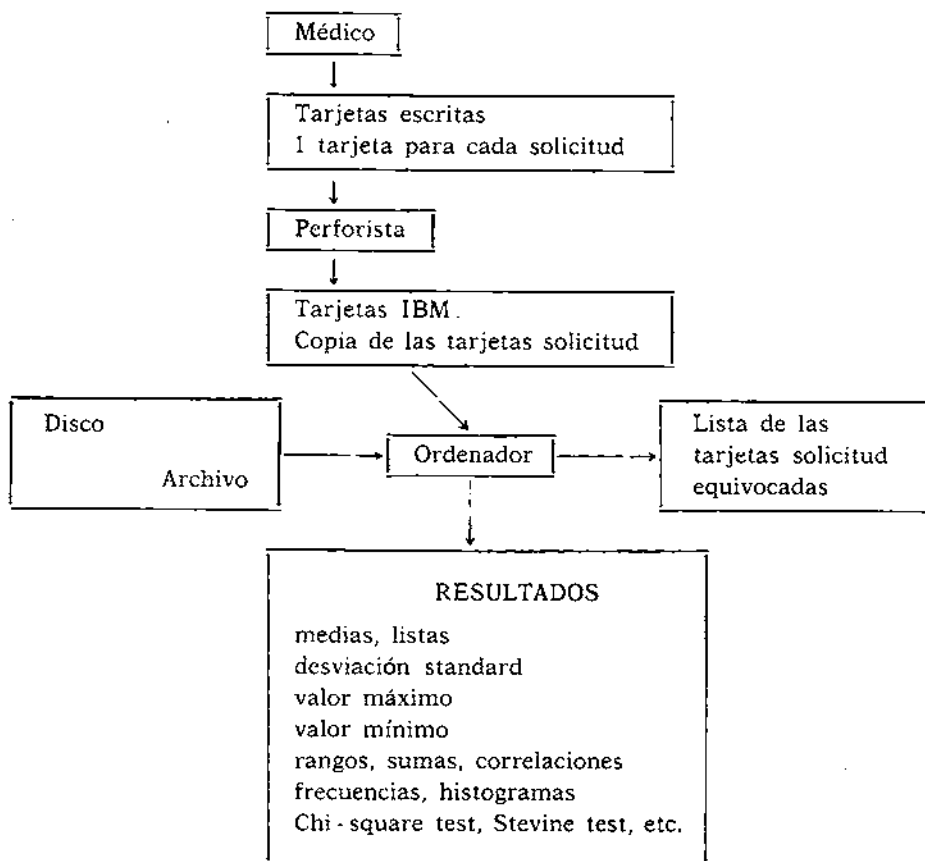 Médico
Tarjetas escritas
1 tarjeta para cada solicitud
Perforista
Tarjetas IBM.
Copia de las tarjetas solicitud
Disco
Archivo
Ordenador
Lista de las
tarjetas solicitud
equivocadas
RESULTADOS
medias, listas
desviación standard
valor máximo
valor mínimo
rangos, sumas, correlaciones
frecuencias, histogramas
Chi-square test, Stevine test, etc.